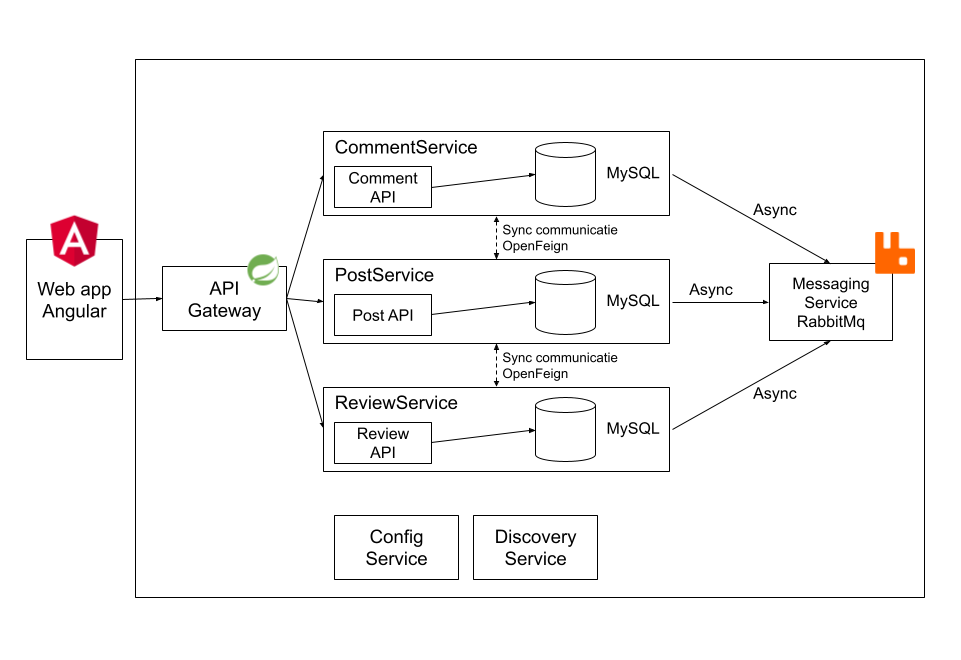 CommentService
Comment
API
MySQL
Async
Sync communicatie
OpenFeign
Web app
Angular
API
Gateway
PostService
Post API
MySQL
Async
Messaging
Service
RabbitMq
Sync communicatie
OpenFeign
Async
ReviewService
Review
API
MySQL
Config
Service
Discovery
Service